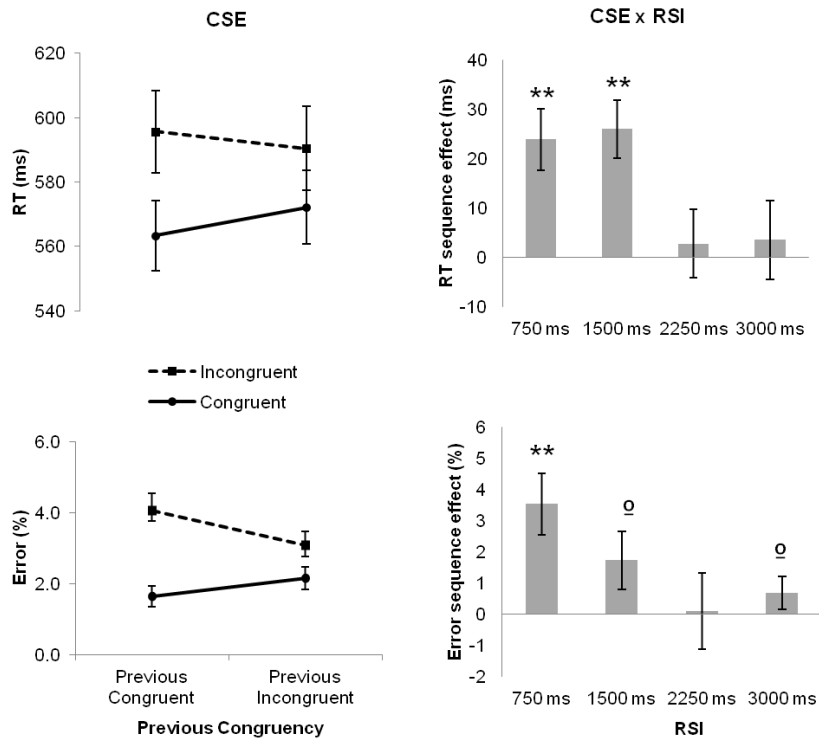 CSE
620
600
580
560
540
RT (ms)
CSE x RSI
40
30
20
10
0
-10
RT sequence effect (ms)
**
**
750 ms 1500 ms 2250 ms 3000 ms
Incongruent
Congruent
6.0
4.0
2.0
0.0
Error (%)
Previous Congruent
Previous Incongruent
Previous Congruency
6
5
4
3
2
1
0
-1
-2
Error sequence effect (%)
**
o
o
750 ms 1500 ms 2250 ms 3000 ms
RSI